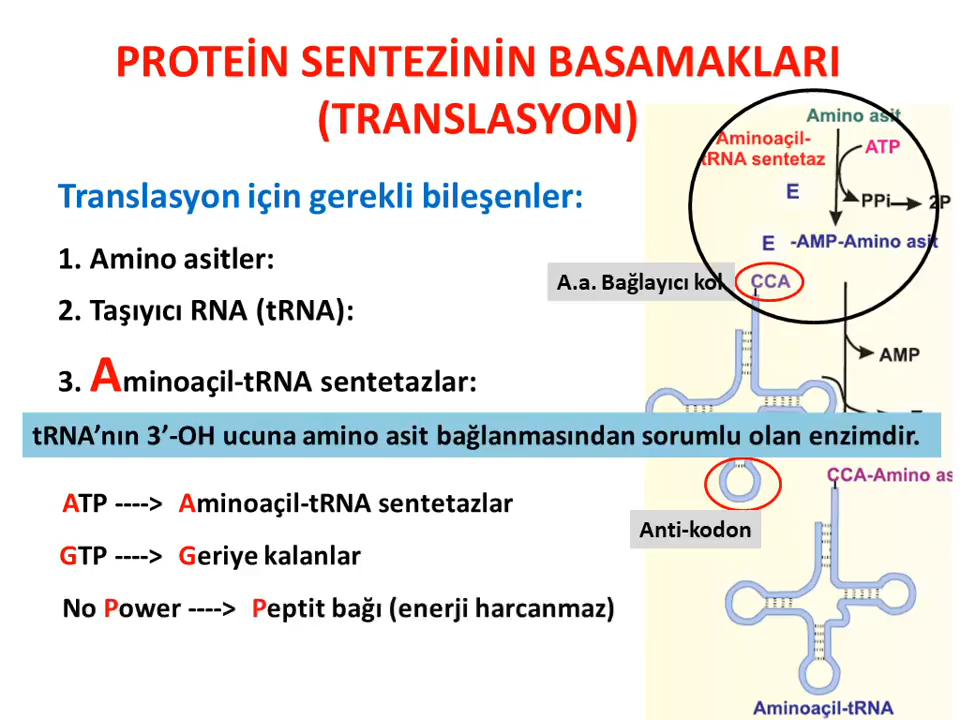 PROTEİN SENTEZİNİN BASAMAKLARI
(TRANSLASYON)
Translasyon için gerekli bileşenler:
1. Amino asitler:
2. Taşıyıcı RNA (tRNA):
3. Aminoaçil-tRNA sentetazlar:
tRNA’nın 3’-OH ucuna amino asit bağlanmasından sorumlu olan enzimdir.
ATP ----> Aminoaçil-tRNA sentetazlar
GTP ----> Geriye kalanlar
No Power ----> Peptit bağı (enerji harcanmaz)
Amino asit
Aminoaçil-
tRNA sentetaz
ATP
E
PPi
2P
E -AMP-Amino asit
A.a. Bağlayıcı kol
CCA
AMP
Anti-kodon
CCA-Amino as
Aminoaçil-tRNA